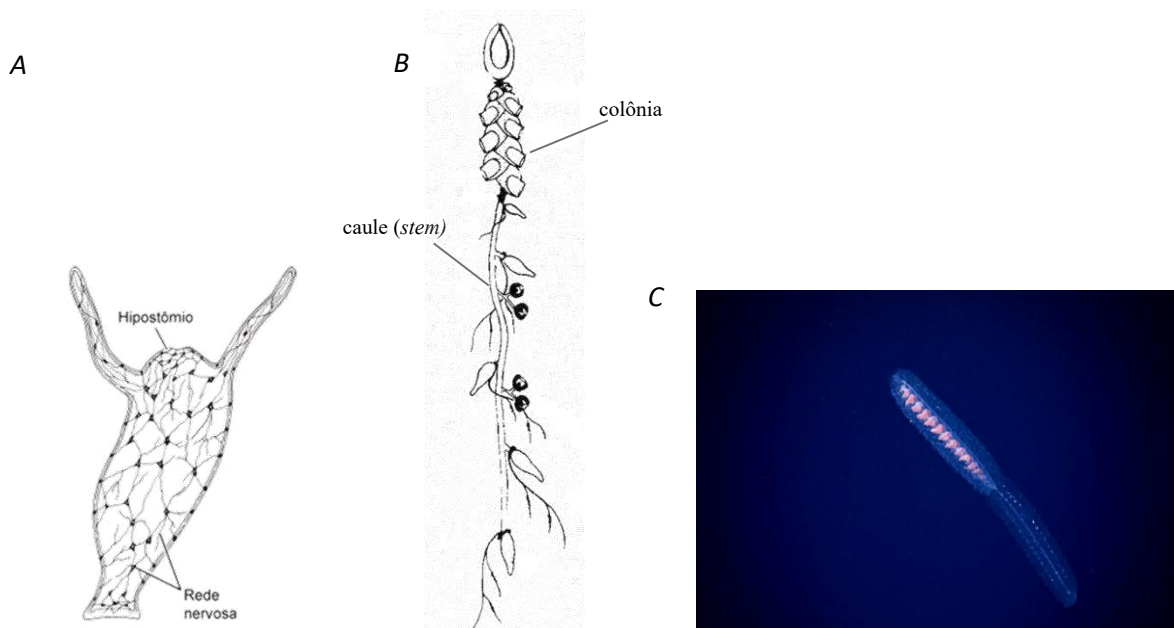 A
B
colônia
caule (stem)
C
Hipostômio
Rede
nervosa